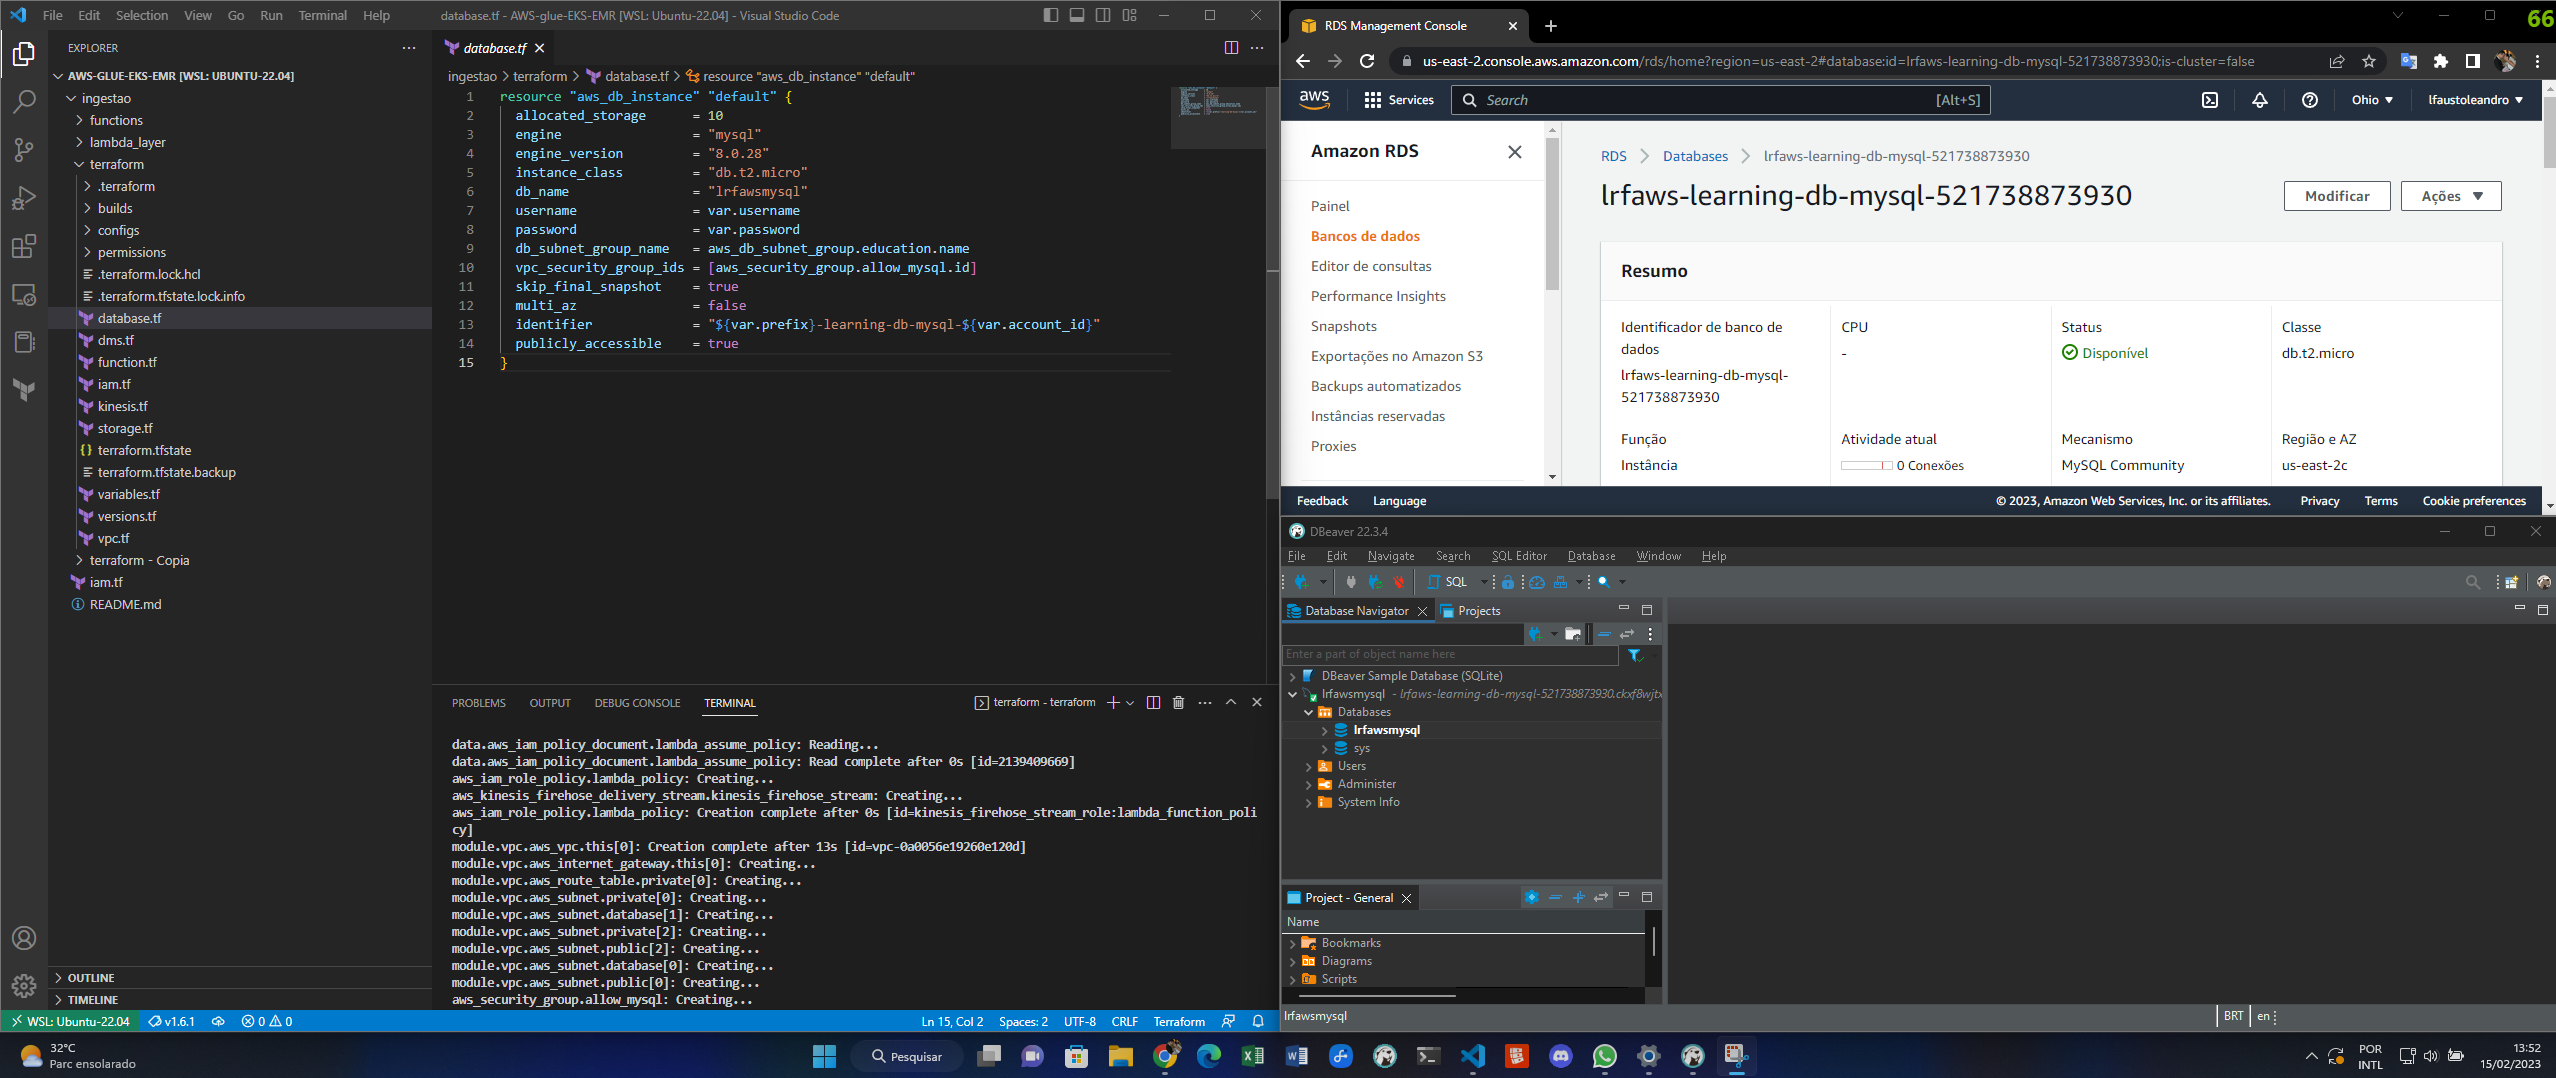 File Edit Selection View Go Run Terminal Help
database.tf - AWS-glue-EKS-EMR [WSL: Ubuntu-22.04] - Visual Studio Code
EXPLORER
AWS-GLUE-EKS-EMR [WSL: UBUNTU-22.04]
ingestao
functions
lambda_layer
terraform
.terraform
builds
configs
permissions
.terraform.lock.hcl
.terraform.tfstate.lock.info
database.tf
dms.tf
function.tf
iam.tf
kinesis.tf
storage.tf
terraform.tfstate
terraform.tfstate.backup
variables.tf
versions.tf
vpc.tf
terraform - Copia
iam.tf
README.md
OUTLINE
TIMELINE
database.tf
ingestao > terraform > database.tf > resource "aws_db_instance" "default"
1 resource "aws_db_instance" "default" {
2 allocated_storage = 10
3 engine = "mysql"
4 engine_version = "8.0.28"
5 instance_class = "db.t2.micro"
6 db_name = "lrfawsmysql"
7 username = var.username
8 password = var.password
9 db_subnet_group_name = aws_db_subnet_group.education.name
10 vpc_security_group_ids = [aws_security_group.allow_mysql.id]
11 skip_final_snapshot = true
12 multi_az = false
13 identifier = "${var.prefix}-learning-db-mysql-${var.account_id}"
14 publicly_accessible = true
15 }
PROBLEMS OUTPUT DEBUG CONSOLE TERMINAL
terraform - terraform
data.aws_iam_policy_document.lambda_assume_policy: Reading...
data.aws_iam_policy_document.lambda_assume_policy: Read complete after 0s [id=2139409669]
aws_iam_role_policy.lambda_policy: Creating...
aws_kinesis_firehose_delivery_stream.kinesis_firehose_stream: Creating...
aws_iam_role_policy.lambda_policy: Creation complete after 0s [id=kinesis_firehose_stream_role:lambda_function_poli
cy]
module.vpc.aws_vpc.this[0]: Creation complete after 13s [id=vpc-0a0056e19260e120d]
module.vpc.aws_internet_gateway.this[0]: Creating...
module.vpc.aws_route_table.private[0]: Creating...
module.vpc.aws_subnet.private[0]: Creating...
module.vpc.aws_subnet.database[1]: Creating...
module.vpc.aws_subnet.private[2]: Creating...
module.vpc.aws_subnet.public[2]: Creating...
module.vpc.aws_subnet.database[0]: Creating...
module.vpc.aws_subnet.public[0]: Creating...
aws_security_group.allow_mysql: Creating...
WSL: Ubuntu-22.04 v1.6.1 0 0 Ln 15, Col 2 Spaces: 2 UTF-8 CRLF Terraform
RDS Management Console
66
us-east-2.console.aws.amazon.com/rds/home?region=us-east-2#database:id=lrfaws-learning-db-mysql-521738873930;is-cluster=false
aws Services Search [Alt+S] Ohio lfaustoleandro
Amazon RDS
Painel
Bancos de dados
Editor de consultas
Performance Insights
Snapshots
Exportações no Amazon S3
Backups automatizados
Instâncias reservadas
Proxies
RDS > Databases > lrfaws-learning-db-mysql-521738873930
lrfaws-learning-db-mysql-521738873930
Modificar Ações
Resumo
Identificador de banco de
dados
lrfaws-learning-db-mysql-
521738873930
CPU
-
Status
Disponível
Classe
db.t2.micro
Função
Instância
Atividade atual
0 Conexões
Mecanismo
MySQL Community
Região e AZ
us-east-2c
Feedback Language © 2023, Amazon Web Services, Inc. or its affiliates. Privacy Terms Cookie preferences
DBeaver 22.3.4
File Edit Navigate Search SQL Editor Database Window Help
SQL
Database Navigator Projects
Enter a part of object name here
DBeaver Sample Database (SQLite)
lrfawsmysql - lrfaws-learning-db-mysql-521738873930.ckxf8wjtx
Databases
lrfawsmysql
sys
Users
Administer
System Info
Project - General
Name
Bookmarks
Diagrams
Scripts
lrfawsmysql
BRT en
32°C
Parc ensolarado
Pesquisar
POR
INTL
13:52
15/02/2023